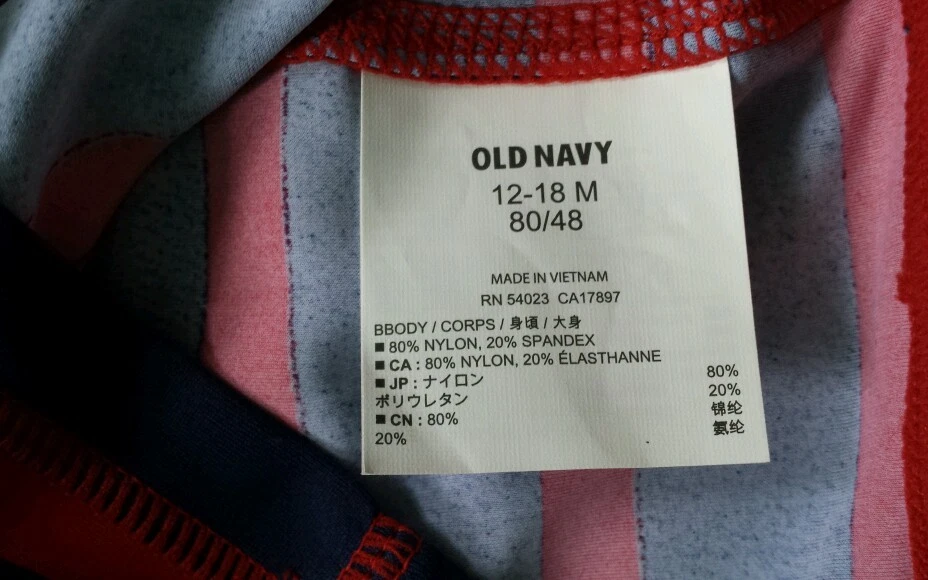 OLD NAVY
12-18 M
80/48
MADE IN VIETNAM
RN 54023 CA17897
BBODY / CORPS / 身頃 / 大身
■ 80% NYLON, 20% SPANDEX
■ CA : 80% NYLON, 20% ÉLASTHANNE
■ JP : ナイロン 80%
ポリウレタン 20%
■ CN : 80% 锦纶
20% 氨纶